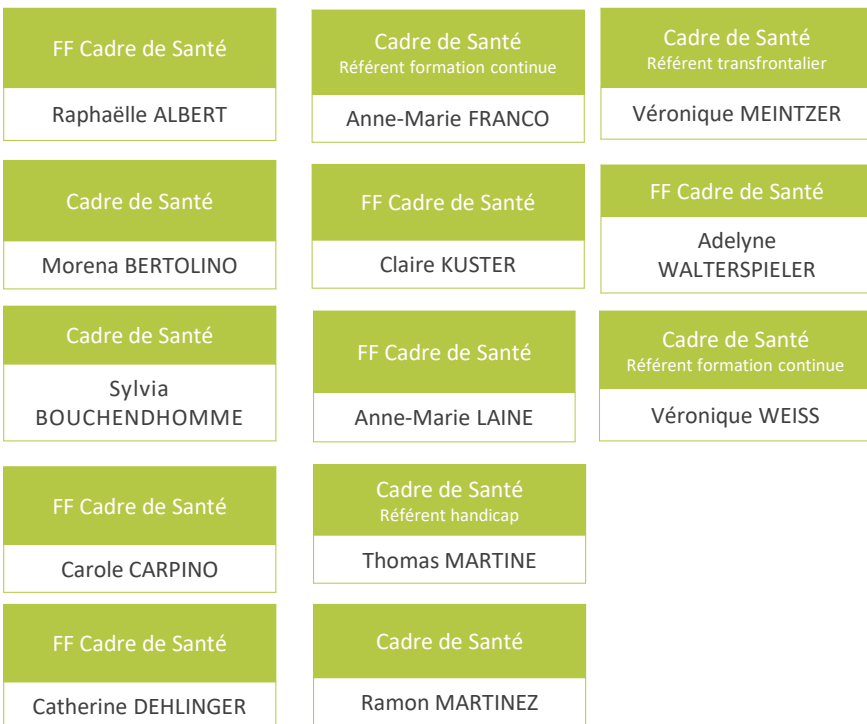 FF Cadre de Santé
Raphaëlle ALBERT
Cadre de Santé
Morena BERTOLINO
Cadre de Santé
Sylvia
BOUCHENDHOMME
FF Cadre de Santé
Carole CARPINO
FF Cadre de Santé
Catherine DEHLINGER
Cadre de Santé
Référent formation continue
Anne-Marie FRANCO
FF Cadre de Santé
Claire KUSTER
FF Cadre de Santé
Anne-Marie LAINE
Cadre de Santé
Référent handicap
Thomas MARTINE
Cadre de Santé
Ramon MARTINEZ
Cadre de Santé
Référent transfrontalier
Véronique MEINTZER
FF Cadre de Santé
Adelyne
WALTERSPIELER
Cadre de Santé
Référent formation continue
Véronique WEISS